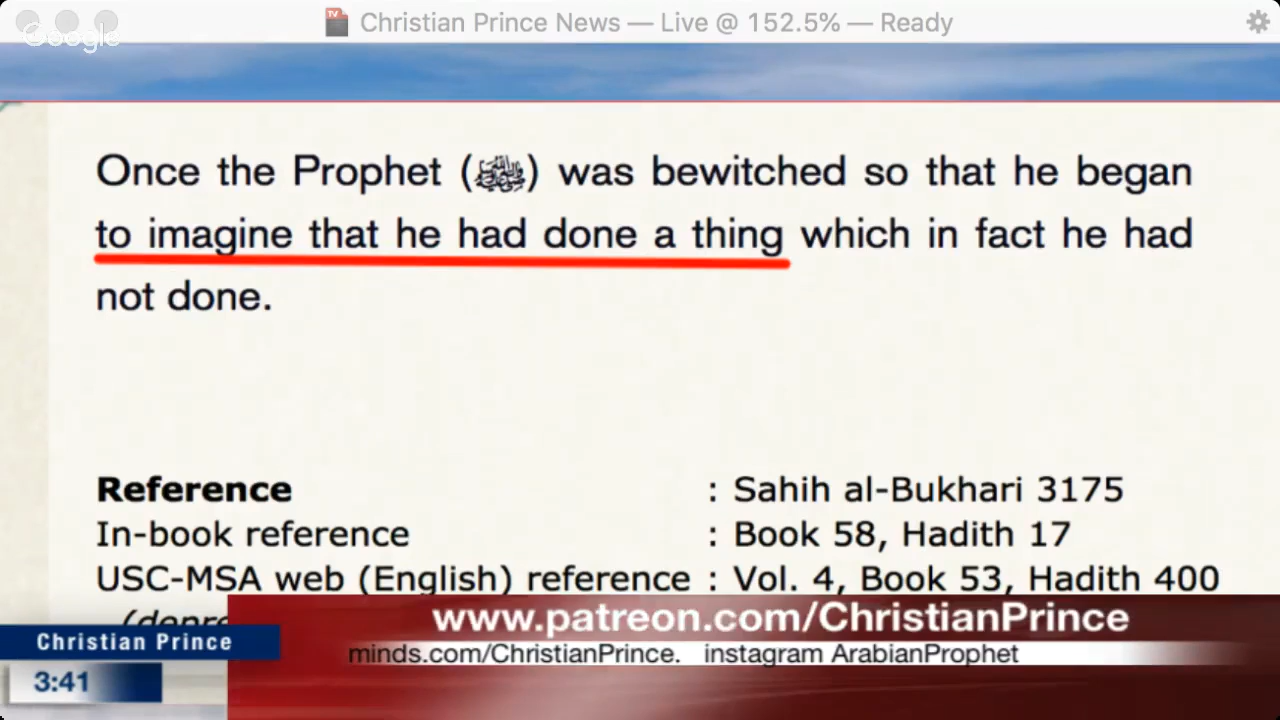 Christian Prince News — Live @ 152.5% — Ready
Google
Once the Prophet (ﷺ) was bewitched so that he began
to imagine that he had done a thing which in fact he had
not done.
Reference : Sahih al-Bukhari 3175
In-book reference : Book 58, Hadith 17
USC-MSA web (English) reference : Vol. 4, Book 53, Hadith 400
www.patreon.com/ChristianPrince
Christian Prince
minds.com/ChristianPrince. instagram ArabianProphet
3:41